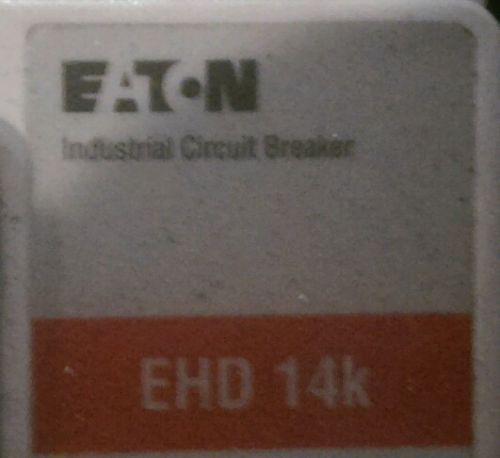 EATON
Industrial Circuit Breaker
EHD 14k